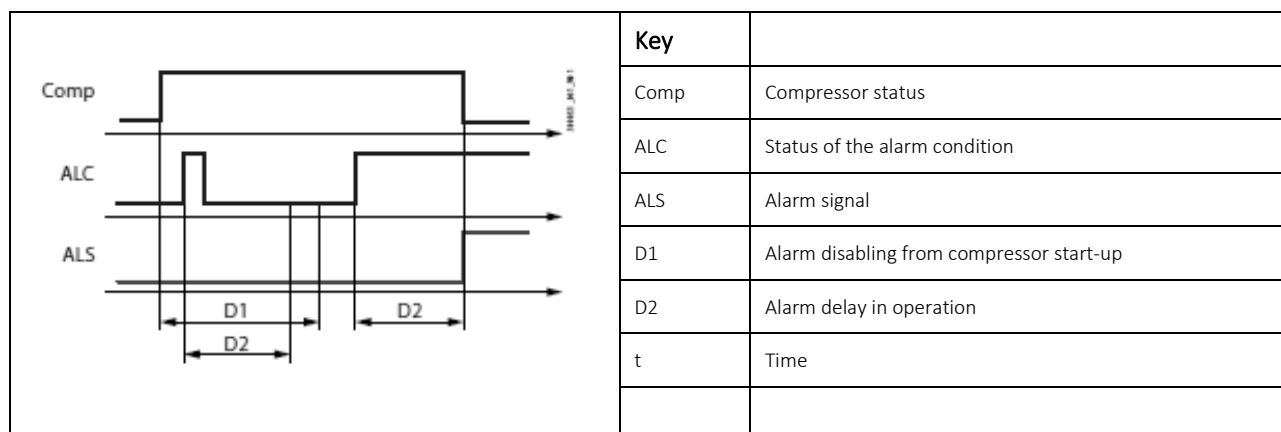 Comp
ALC
ALS
D1
D2
D2
Key
Comp Compressor status
ALC Status of the alarm condition
ALS Alarm signal
D1 Alarm disabling from compressor start-up
D2 Alarm delay in operation
t Time